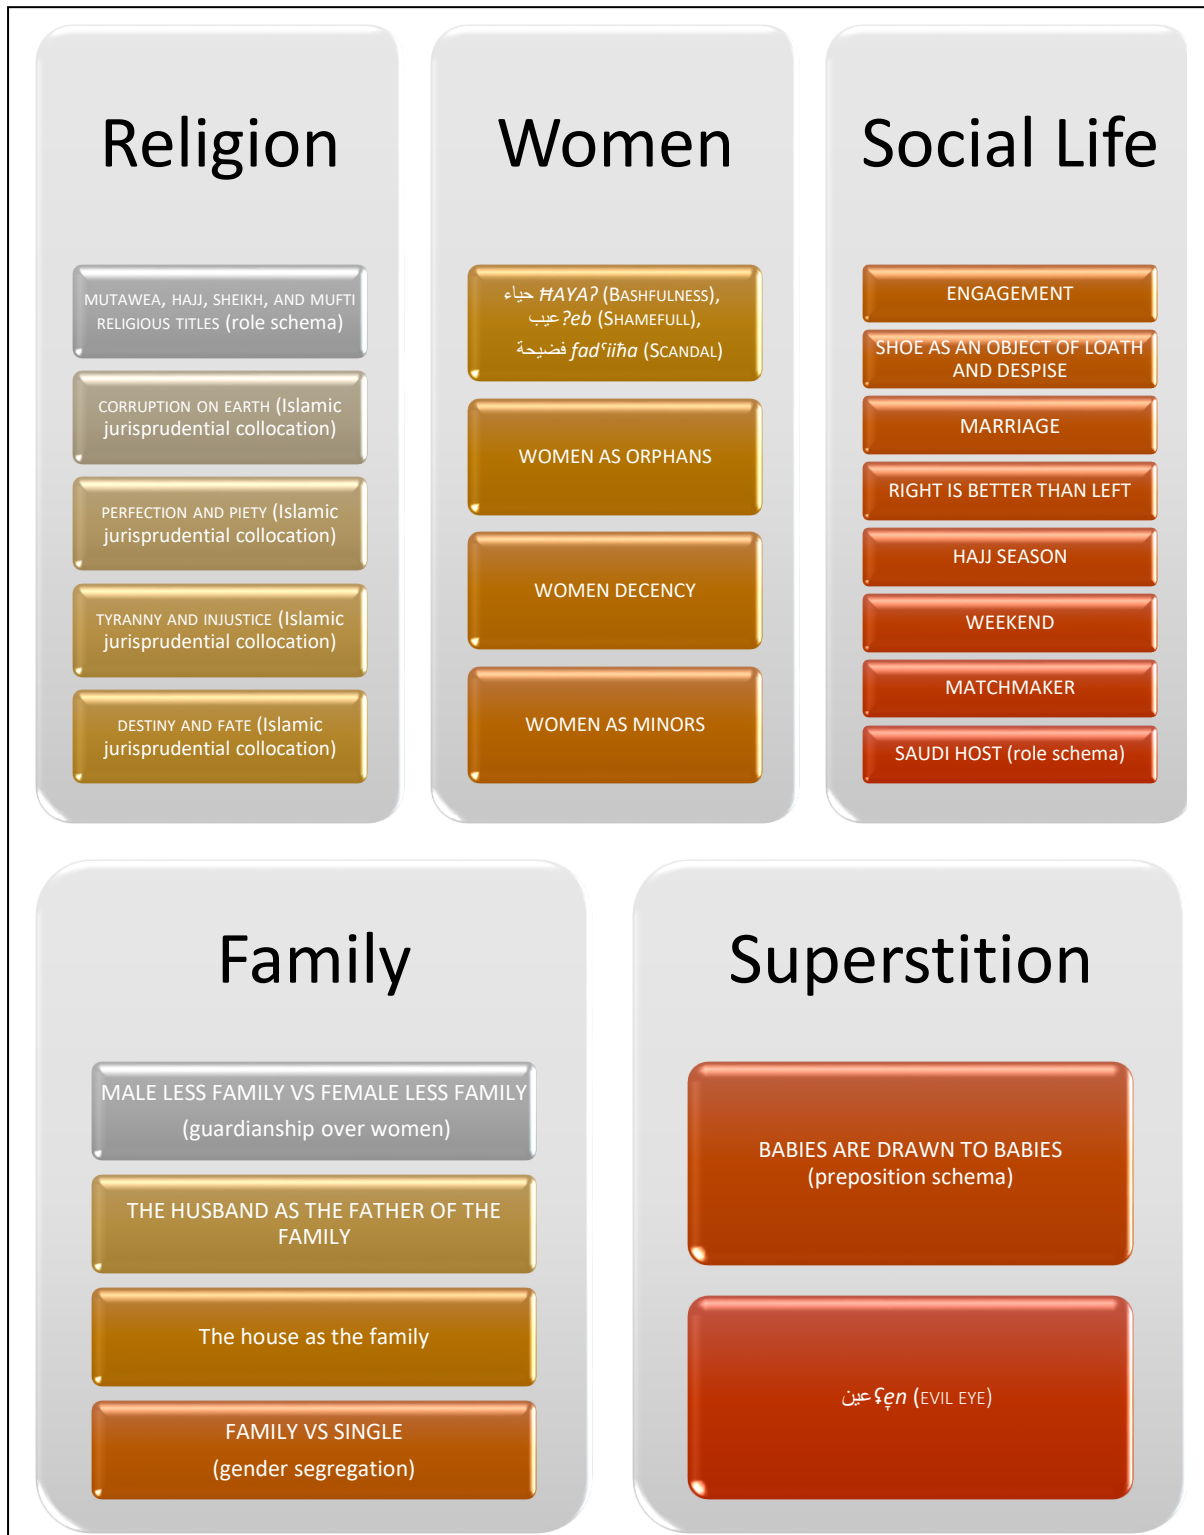 Religion
MUTAWEA, HAJJ, SHEIKH, AND MUFTI
RELIGIOUS TITLES (role schema)
CORRUPTION ON EARTH (Islamic
jurisprudential collocation)
PERFECTION AND PIETY (Islamic
jurisprudential collocation)
TYRANNY AND INJUSTICE (Islamic
jurisprudential collocation)
DESTINY AND FATE (Islamic
jurisprudential collocation)
Women
حياء ĦAYAʔ (BASHFULNESS),
عيب ʔeb (SHAMEFULL),
فضيحة fadˤiiħa (SCANDAL)
WOMEN AS ORPHANS
WOMEN DECENCY
WOMEN AS MINORS
Social Life
ENGAGEMENT
SHOE AS AN OBJECT OF LOATH
AND DESPISE
MARRIAGE
RIGHT IS BETTER THAN LEFT
HAJJ SEASON
WEEKEND
MATCHMAKER
SAUDI HOST (role schema)
Family
MALE LESS FAMILY VS FEMALE LESS FAMILY
(guardianship over women)
THE HUSBAND AS THE FATHER OF THE
FAMILY
The house as the family
FAMILY VS SINGLE
(gender segregation)
Superstition
BABIES ARE DRAWN TO BABIES
(preposition schema)
عين ʕe̞n (EVIL EYE)